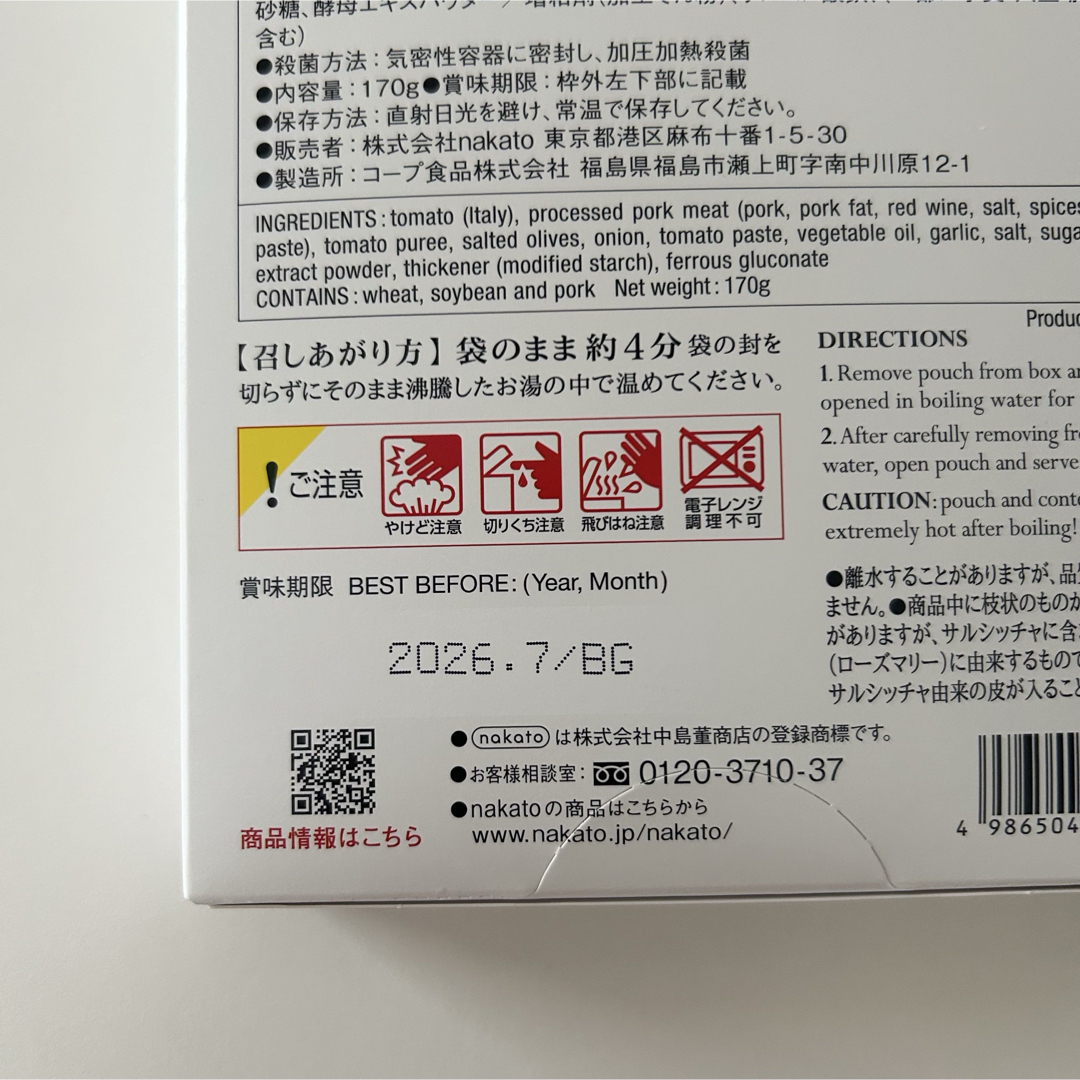 砂糖、酵母エキスパウダー／増粘剤(加工でん粉)、
含む)
●殺菌方法：気密性容器に密封し、加圧加熱殺菌
●内容量：170g●賞味期限：枠外左下部に記載
●保存方法：直射日光を避け、常温で保存してください。
●販売者：株式会社nakato 東京都港区麻布十番1-5-30
●製造所：コープ食品株式会社 福島県福島市瀬上町字南中川原12-1
INGREDIENTS：tomato (Italy), processed pork meat (pork, pork fat, red wine, salt, spices
paste), tomato puree, salted olives, onion, tomato paste, vegetable oil, garlic, salt, suga
extract powder, thickener (modified starch), ferrous gluconate
CONTAINS：wheat, soybean and pork Net weight：170g
Produc
【召しあがり方】袋のまま約4分 袋の封を
切らずにそのまま沸騰したお湯の中で温めてください。
！ご注意
やけど注意
切りくち注意
飛びはね注意
電子レンジ
調理不可
賞味期限 BEST BEFORE: (Year, Month)
2026.7/BG
商品情報はこちら
●nakatoは株式会社中島董商店の登録商標です。
●お客様相談室：0120-3710-37
●nakatoの商品はこちらから
www.nakato.jp/nakato/
DIRECTIONS
1. Remove pouch from box an
opened in boiling water for
2. After carefully removing fro
water, open pouch and serve
CAUTION：pouch and conte
extremely hot after boiling!
●離水することがありますが、品質
ません。●商品中に枝状のものが
がありますが、サルシッチャに含ま
(ローズマリー)に由来するもので
サルシッチャ由来の皮が入ること
4 986504